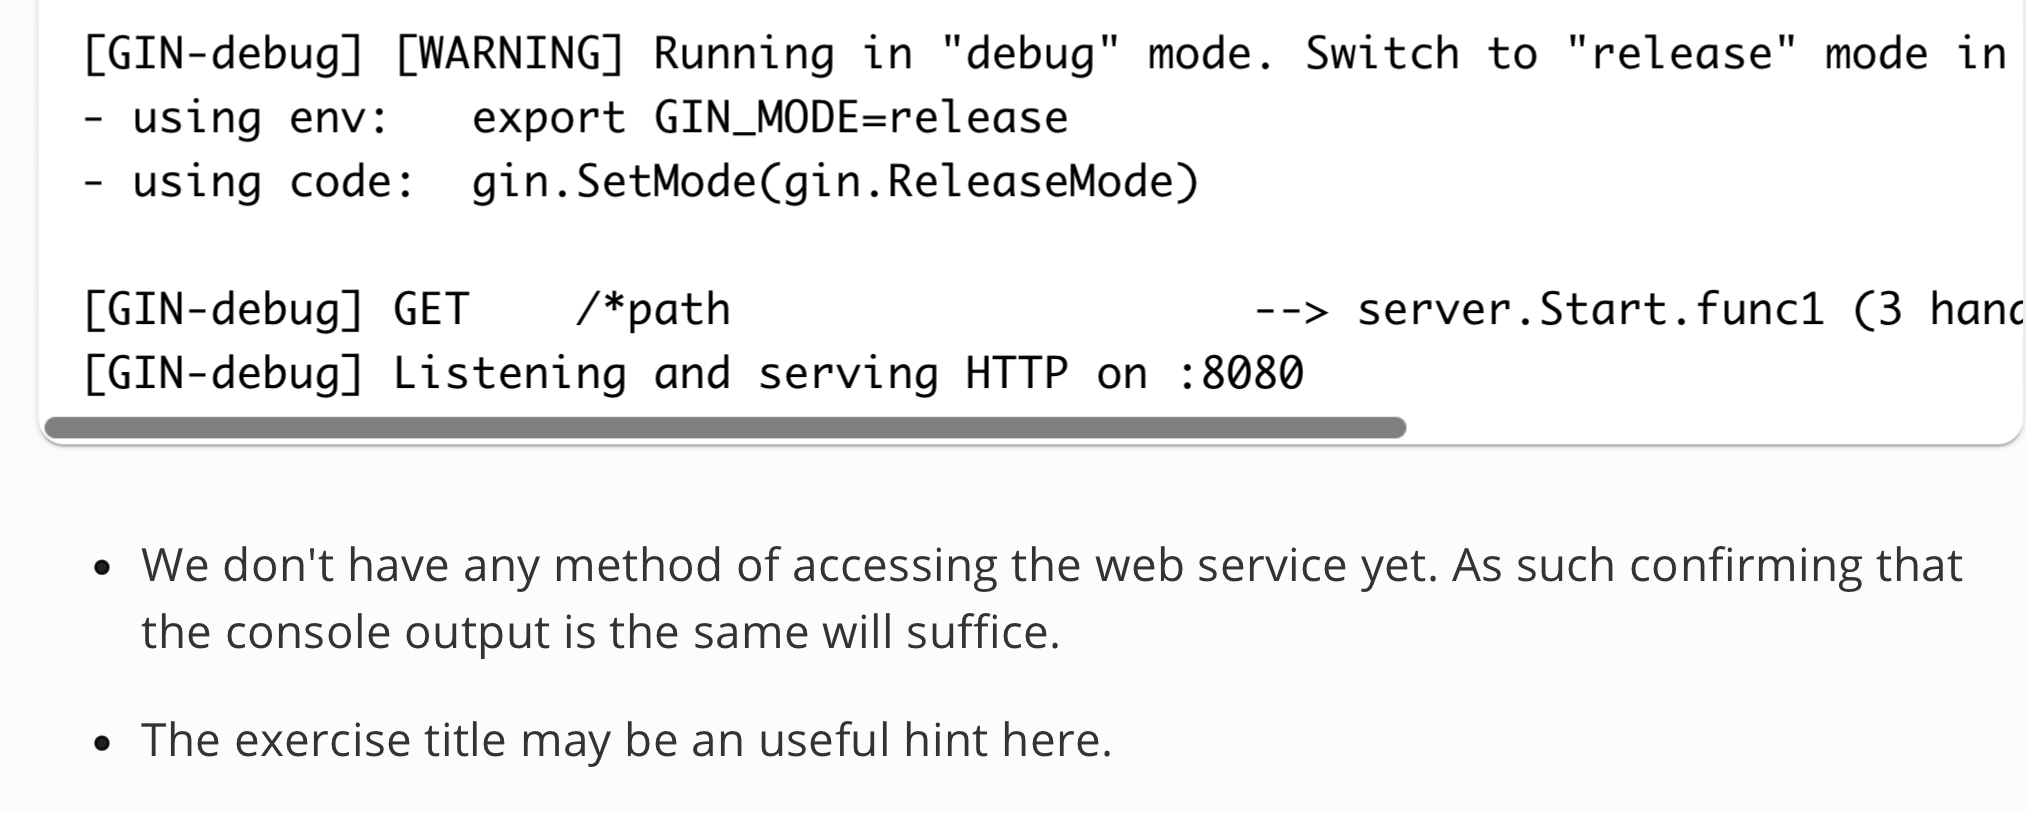 [GIN-debug] [WARNING] Running in "debug" mode. Switch to "release" mode in
- using env:   export GIN_MODE=release
- using code:  gin.SetMode(gin.ReleaseMode)
[GIN-debug] GET    /*path                    --> server.Start.func1 (3
[GIN-debug] Listening and serving HTTP on :8080
• We don't have any method of accessing the web service yet. As such confirming that
the console output is the same will suffice.
• The exercise title may be an useful hint here.